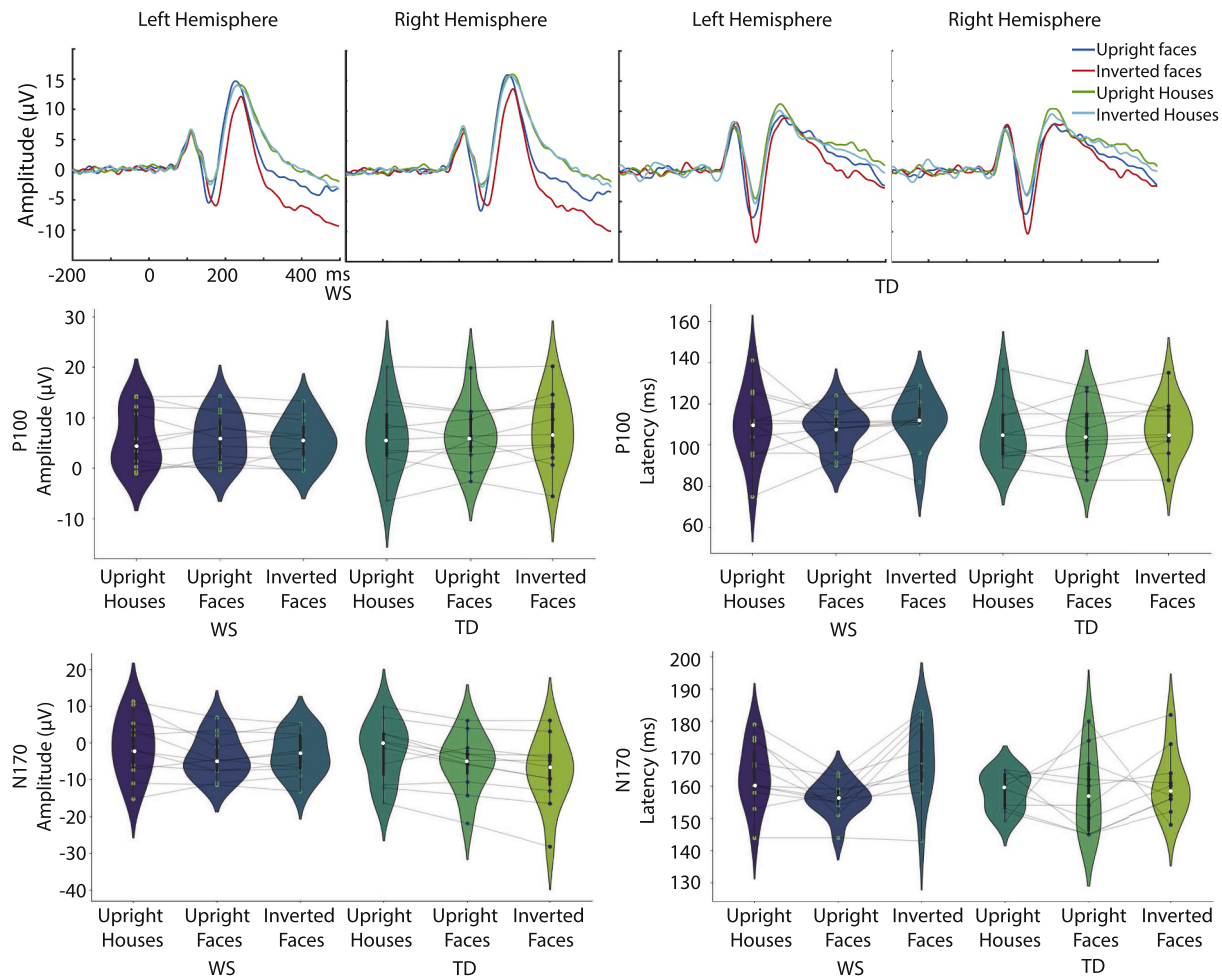 Left Hemisphere
Right Hemisphere
Left Hemisphere
Right Hemisphere
Upright faces
Inverted faces
Upright Houses
Inverted Houses
Amplitude (µV)
15
10
5
0
-5
-10
-200
0
200
400
ms
WS
TD
P100
Amplitude (µV)
30
20
10
0
-10
Upright
Houses
Upright
Faces
Inverted
Faces
Upright
Houses
Upright
Faces
Inverted
Faces
WS
TD
P100
Latency (ms)
160
140
120
100
80
60
Upright
Houses
Upright
Faces
Inverted
Faces
Upright
Houses
Upright
Faces
Inverted
Faces
WS
TD
N170
Amplitude (µV)
20
10
0
-10
-20
-30
-40
Upright
Houses
Upright
Faces
Inverted
Faces
Upright
Houses
Upright
Faces
Inverted
Faces
WS
TD
N170
Latency (ms)
200
190
180
170
160
150
140
130
Upright
Houses
Upright
Faces
Inverted
Faces
Upright
Houses
Upright
Faces
Inverted
Faces
WS
TD